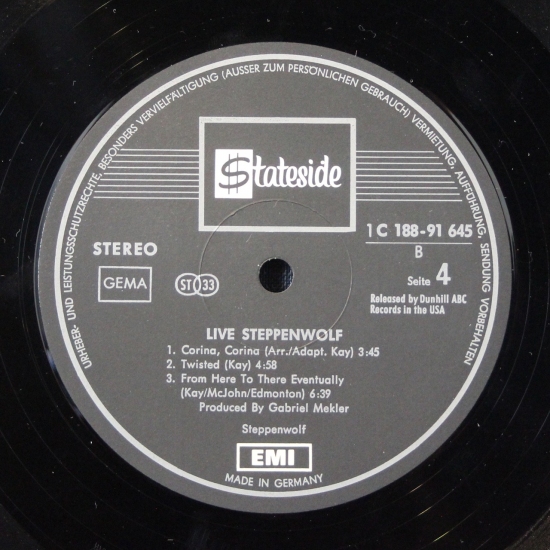 URHEBER- UND LEISTUNGSSCHUTZRECHTE, BESONDERS VERVIELFÄLTIGUNG (AUSSER ZUM PERSÖNLICHEN GEBRAUCH) VERMIETUNG, AUFFÜHRUNG, SENDUNG VORBEHALTEN
$tateside
STEREO
1C 188-91 645
B
GEMA
ST 33
Seite 4
Released by Dunhill ABC
Records in the USA
LIVE STEPPENWOLF
1. Corina, Corina (Arr./Adapt. Kay) 3:45
2. Twisted (Kay) 4:58
3. From Here To There Eventually
(Kay/McJohn/Edmonton) 6:39
Produced By Gabriel Mekler
Steppenwolf
EMI
MADE IN GERMANY